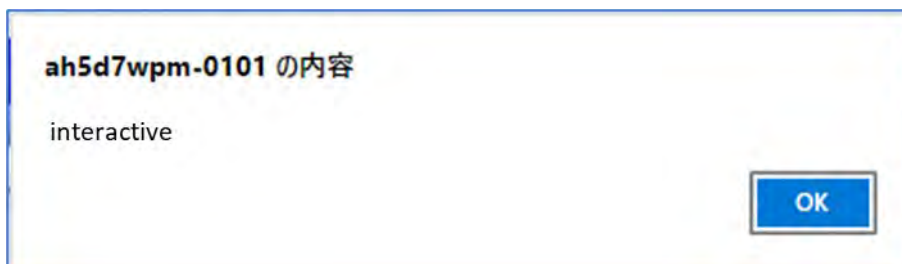 ah5d7wpm-0101 の内容
interactive
OK